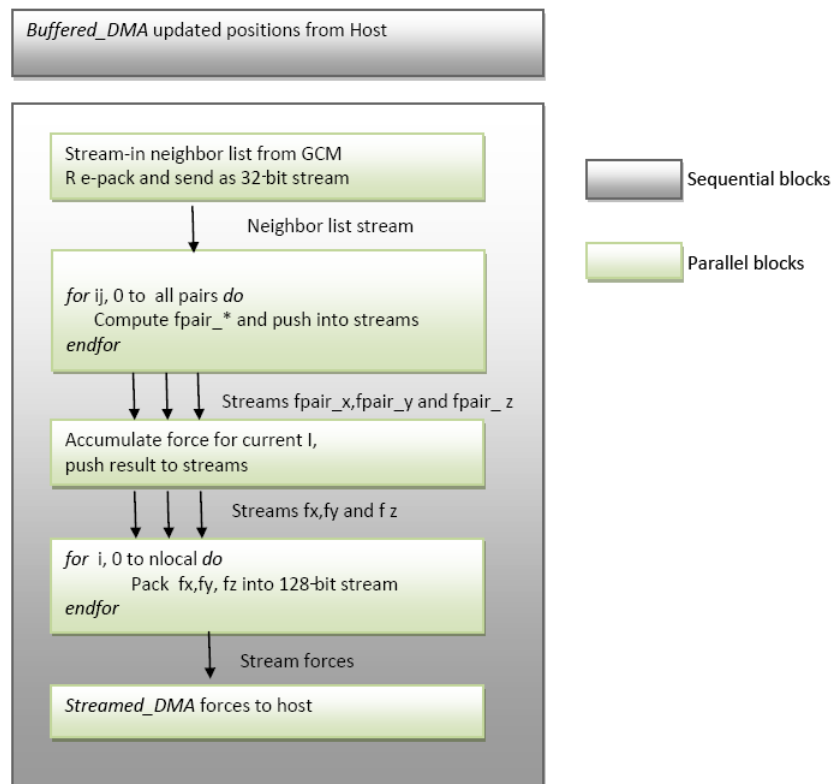 Buffered_DMA updated positions from Host
Stream-in neighbor list from GCM
R e-pack and send as 32-bit stream
Neighbor list stream
for ij, 0 to all pairs do
Compute fpair_* and push into streams
endfor
Streams fpair_x,fpair_y and fpair_ z
Accumulate force for current I,
push result to streams
Streams fx,fy and f z
for i, 0 to nlocal do
Pack fx,fy, fz into 128-bit stream
endfor
Stream forces
Streamed_DMA forces to host
Sequential blocks
Parallel blocks